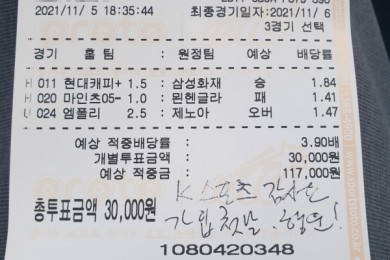 2021/11/ 5 18:35:44
최종경기일자:2021/11/ 6
3경기 선택
경기 홈 팀 : 원정팀 예상 배당률
H 011 현대캐피+ 1.5 : 삼성화재 승 1.84
H 020 마인츠05- 1.0 : 묀헨글라 패 1.41
U 024 엠폴리 2.5 : 제노아 오버 1.47
예상 적중배당률 : 3.90배
개별투표금액 : 30,000원
예상 적중금 : 117,000원
K스포츠 감사는
총투표금액 30,000원
가입 첫날.
1080420348